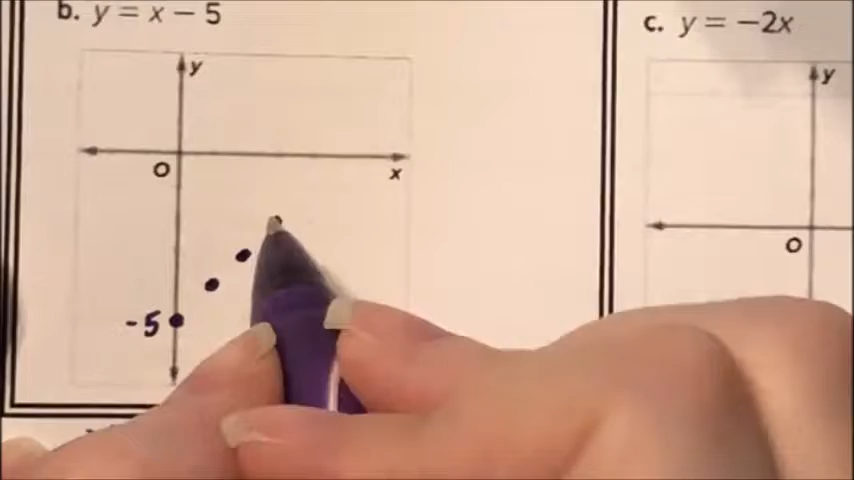 b. y = x - 5
c. y = -2x
y
y
O
x
O
-5